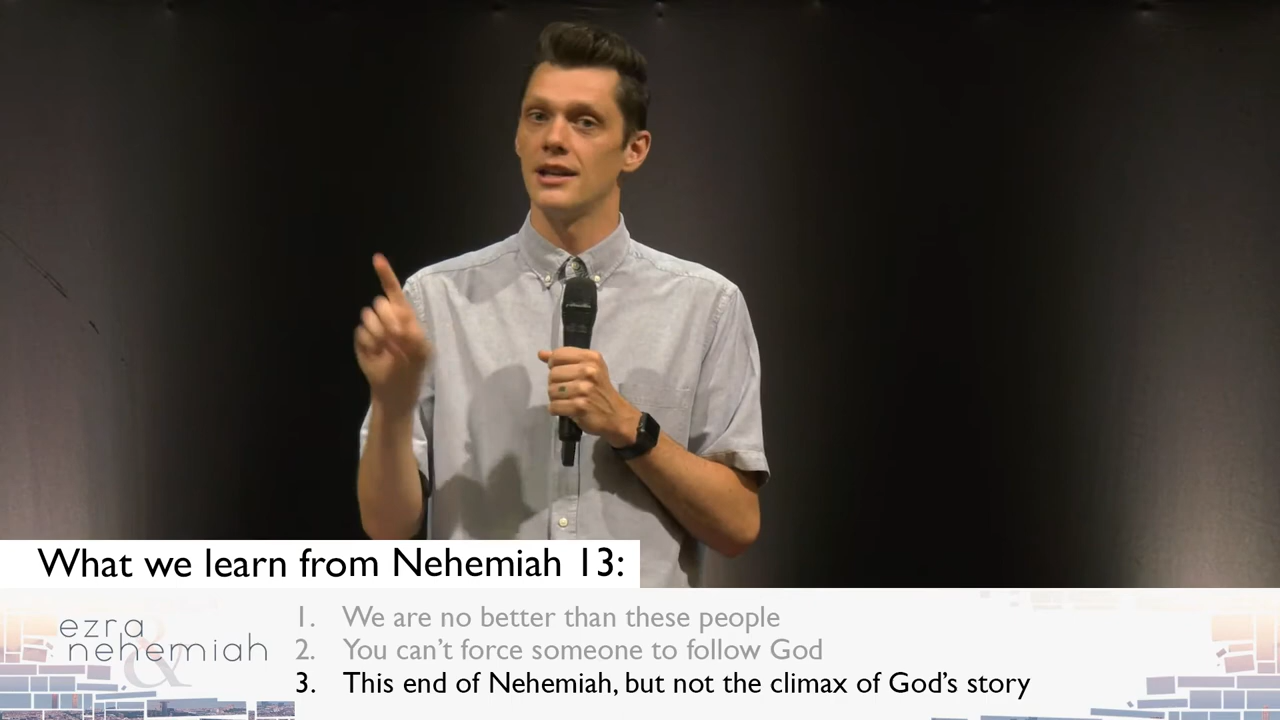 What we learn from Nehemiah 13:
ezra
&
nehemiah
1. We are no better than these people
2. You can't force someone to follow God
3. This end of Nehemiah, but not the climax of God's story